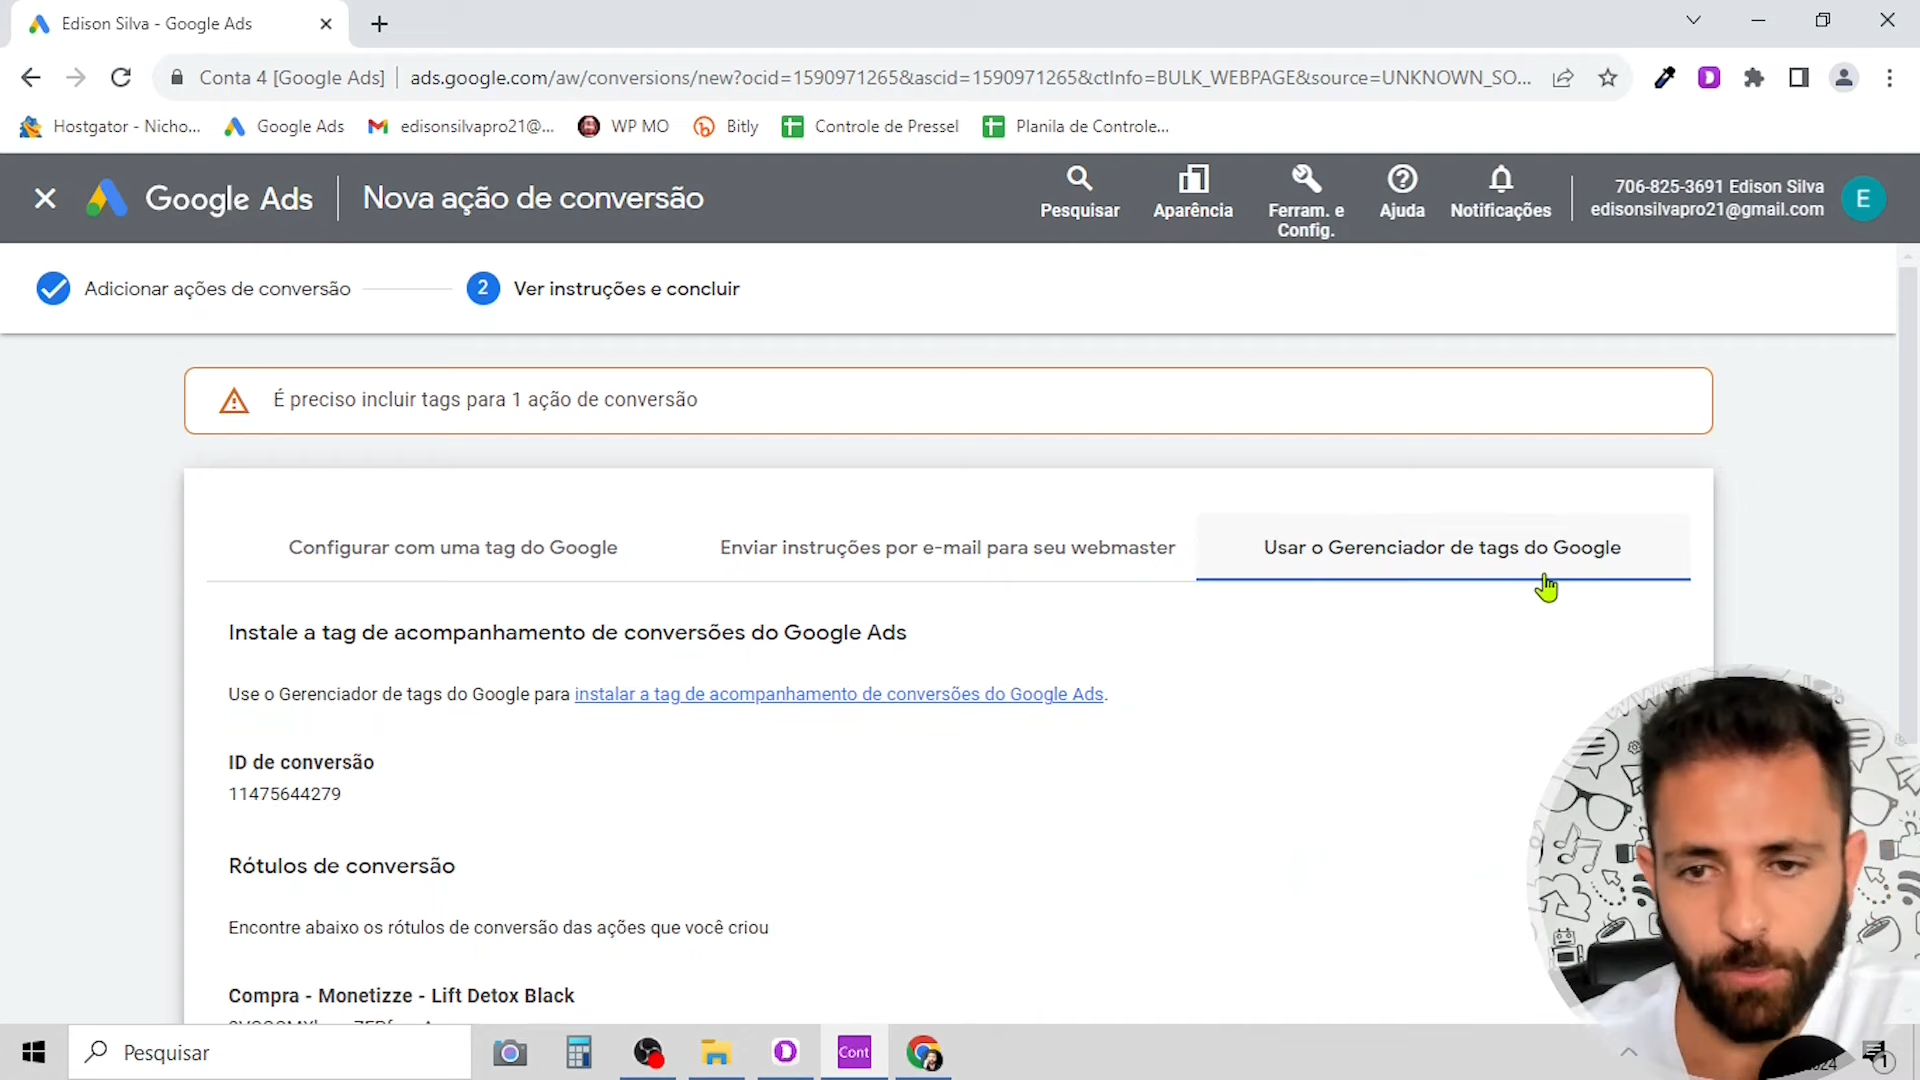 Edison Silva - Google Ads
Conta 4 [Google Ads]
ads.google.com/aw/conversions/new?ocid=1590971265&ascid=1590971265&ctInfo=BULK_WEBPAGE&source=UNKNOWN_SO...
Hostgator - Nicho...
Google Ads
edisonsilvapro21@...
WP MO
Bitly
Controle de Pressel
Planila de Controle...
Google Ads
Nova ação de conversão
Pesquisar
Aparência
Ferram. e
Config.
Ajuda
Notificações
706-825-3691 Edison Silva
edisonsilvapro21@gmail.com
E
Adicionar ações de conversão
2
Ver instruções e concluir
É preciso incluir tags para 1 ação de conversão
Configurar com uma tag do Google
Enviar instruções por e-mail para seu webmaster
Usar o Gerenciador de tags do Google
Instale a tag de acompanhamento de conversões do Google Ads
Use o Gerenciador de tags do Google para instalar a tag de acompanhamento de conversões do Google Ads.
ID de conversão
11475644279
Rótulos de conversão
Encontre abaixo os rótulos de conversão das ações que você criou
Compra - Monetizze - Lift Detox Black
Pesquisar
Cont
1